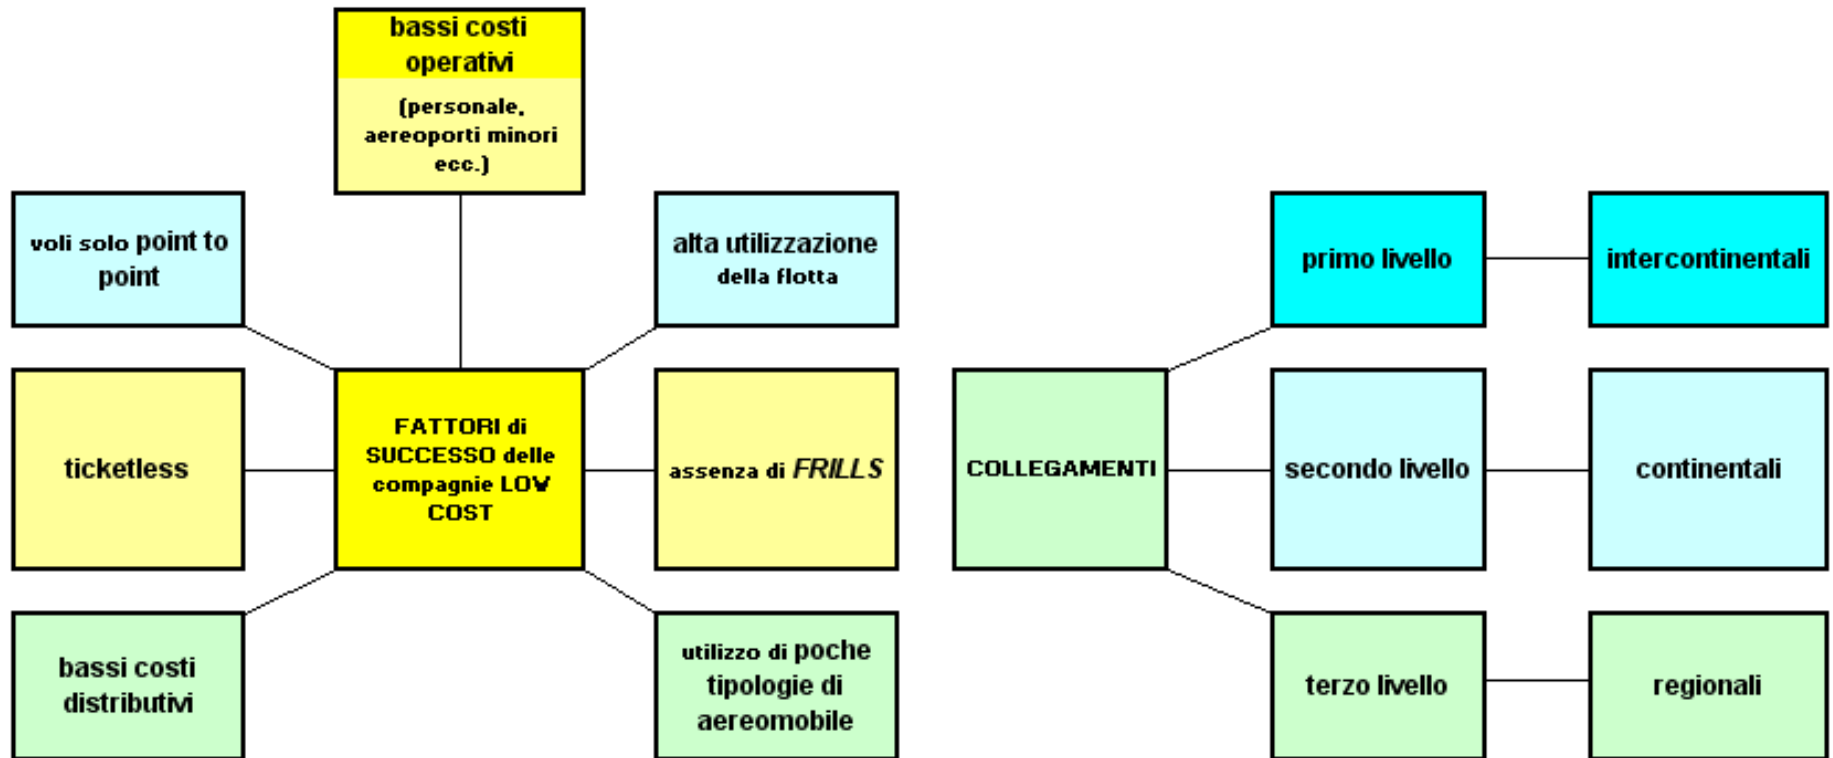 bassi costi
operativi
(personale,
aereoporti minori
ecc.)
voli solo point to
point
alta utilizzazione
della flotta
ticketless
FATTORI di
SUCCESSO delle
compagnie LOW
COST
assenza di FRILLS
bassi costi
distributivi
utilizzo di poche
tipologie di
aereomobile
COLLEGAMENTI
primo livello
intercontinentali
secondo livello
continentali
terzo livello
regionali